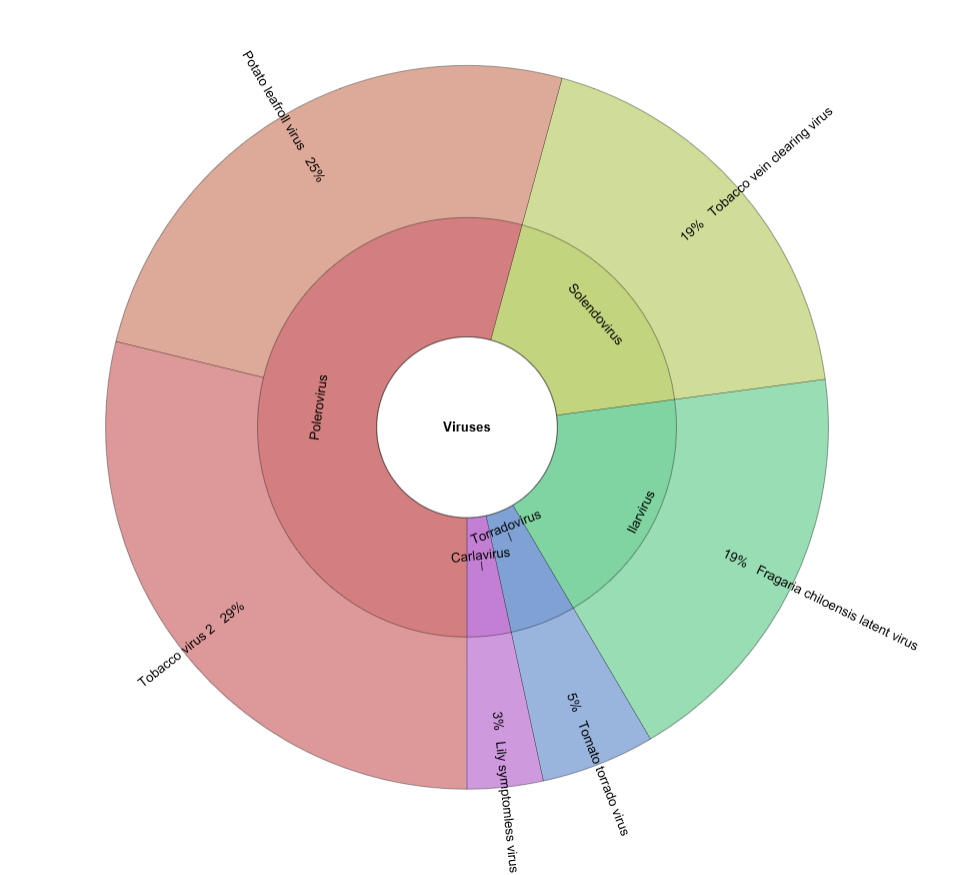 Potato leafroll virus 25%
Tobacco vein clearing virus 19%
Solendovirus
Polerovirus
Viruses
Ilarvirus
Torradovirus
Carlavirus
19% Fragaria chiloensis latent virus
Tobacco virus 2 29%
5% Tomato torrado virus
3% Lily symptomless virus